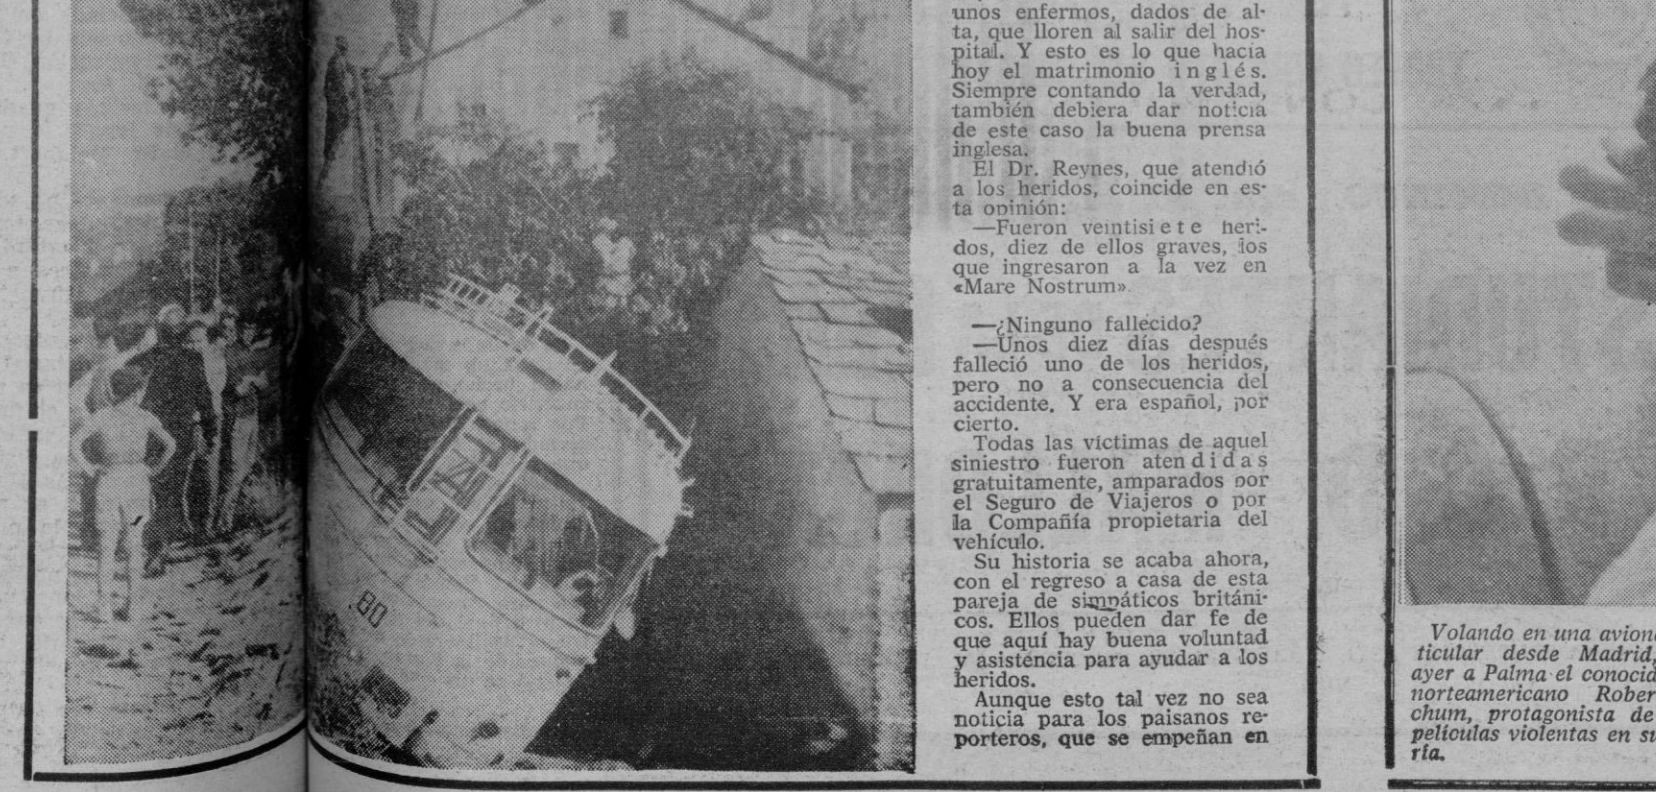 unos enfermos, dados de al-
ta, que lloren al salir del hos-
pital. Y esto es lo que hacía
hoy el matrimonio inglés.
Siempre contando la verdad,
también debiera dar noticia
de este caso la buena prensa
inglesa.
El Dr. Reynes, que atendió
a los heridos, coincide en es-
ta opinión:
—Fueron veintisiete heri-
dos, diez de ellos graves, los
que ingresaron a la vez en
«Mare Nostrum».
—¿Ninguno fallecido?
—Unos diez días después
falleció uno de los heridos,
pero no a consecuencia del
accidente. Y era español, por
cierto.
Todas las víctimas de aquel
siniestro fueron atendidas
gratuitamente, amparados por
el Seguro de Viajeros o por
la Compañía propietaria del
vehículo.
Su historia se acaba ahora,
con el regreso a casa de esta
pareja de simpáticos británi-
cos. Ellos pueden dar fe de
que aquí hay buena voluntad
y asistencia para ayudar a los
heridos.
Aunque esto tal vez no sea
noticia para los paisanos re-
porteros, que se empeñan en
80
Volando en una avion
ticular desde Madrid,
ayer a Palma el conocid
norteamericano Rober
chum, protagonista de
películas violentas en su
ría.